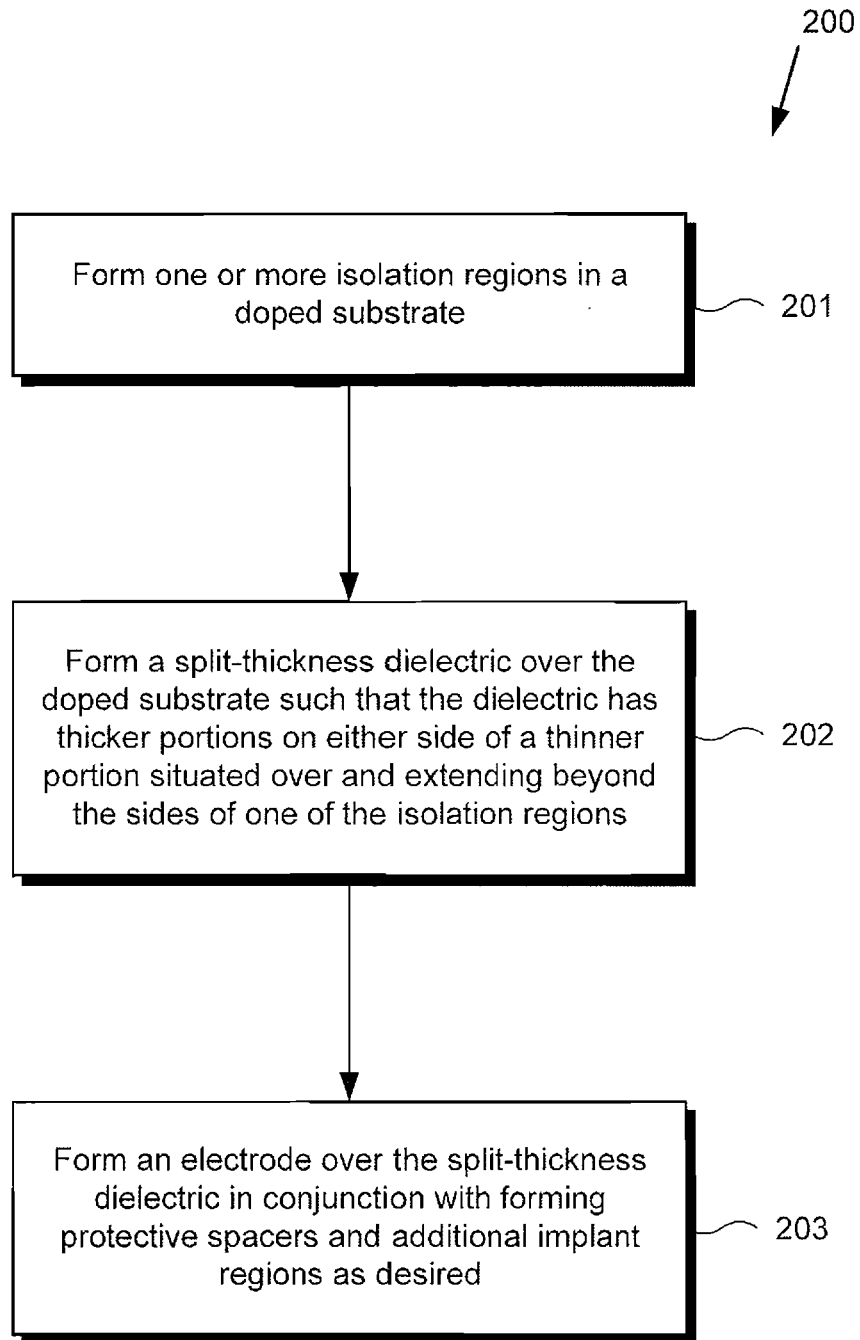 200
Form one or more isolation regions in a
doped substrate
201
Form a split-thickness dielectric over the
doped substrate such that the dielectric has
thicker portions on either side of a thinner
portion situated over and extending beyond
the sides of one of the isolation regions
202
Form an electrode over the split-thickness
dielectric in conjunction with forming
protective spacers and additional implant
regions as desired
203